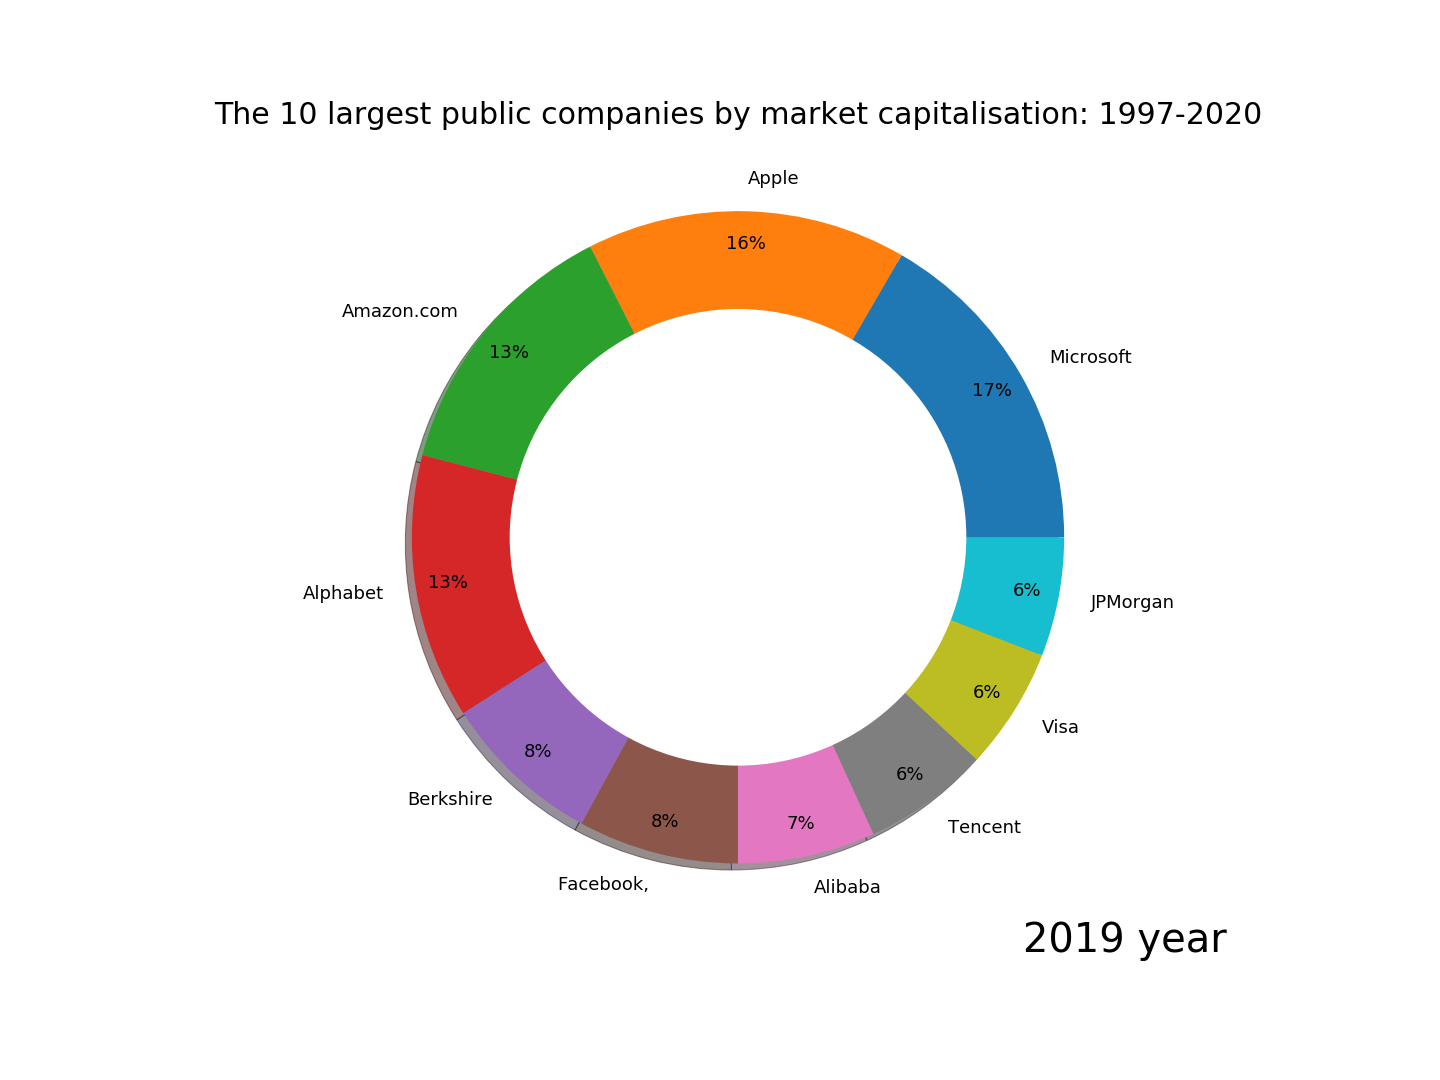 The 10 largest public companies by market capitalisation: 1997-2020
Apple
16%
Amazon.com
13%
Microsoft
17%
Alphabet
13%
JPMorgan
6%
Visa
6%
Berkshire
8%
Tencent
6%
Facebook,
8%
Alibaba
7%
2019 year